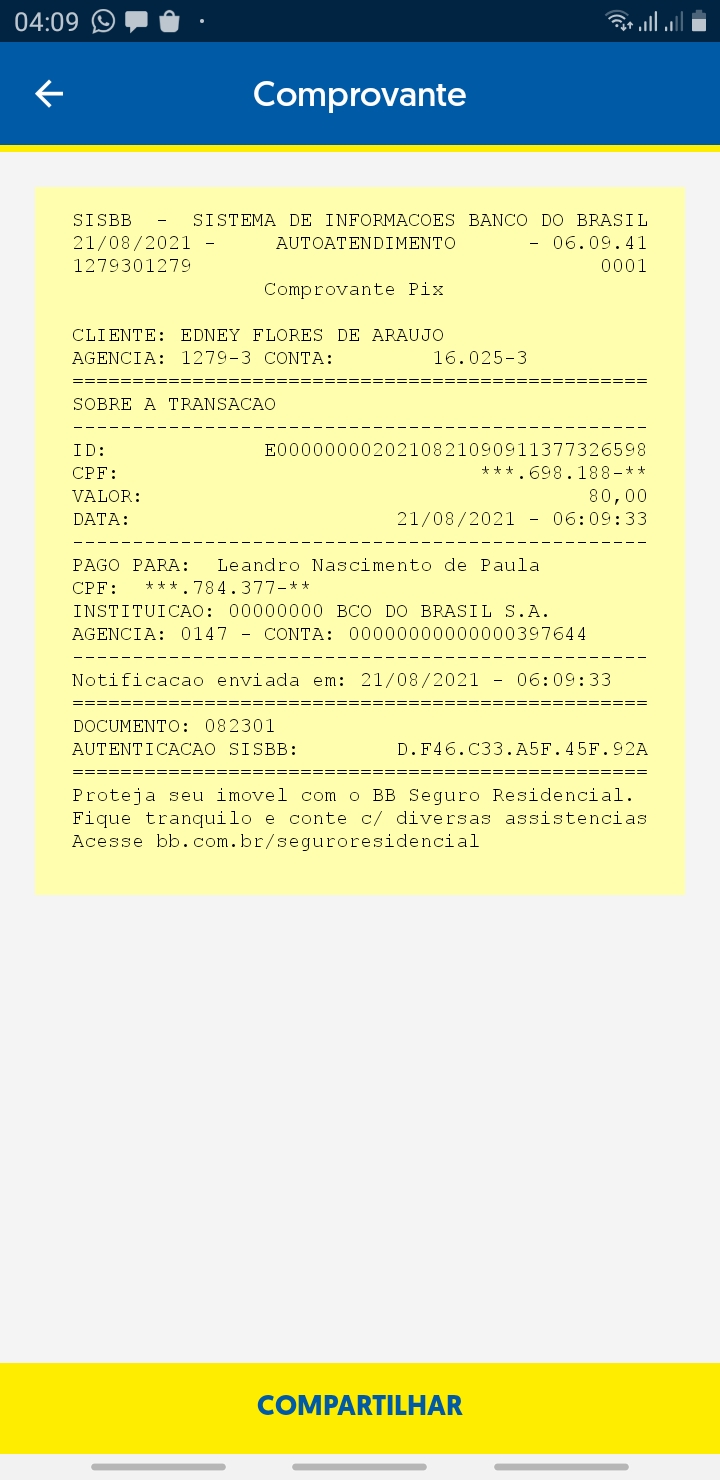 04:09
Comprovante
SISBB - SISTEMA DE INFORMACOES BANCO DO BRASIL
21/08/2021 - AUTOATENDIMENTO - 06.09.41
1279301279 0001
Comprovante Pix
CLIENTE: EDNEY FLORES DE ARAUJO
AGENCIA: 1279-3 CONTA: 16.025-3
================================================
SOBRE A TRANSACAO
------------------------------------------------
ID: E0000000020210821090911377326598
CPF: ***.698.188-**
VALOR: 80,00
DATA: 21/08/2021 - 06:09:33
------------------------------------------------
PAGO PARA: Leandro Nascimento de Paula
CPF: ***.784.377-**
INSTITUICAO: 00000000 BCO DO BRASIL S.A.
AGENCIA: 0147 - CONTA: 00000000000000397644
------------------------------------------------
Notificacao enviada em: 21/08/2021 - 06:09:33
================================================
DOCUMENTO: 082301
AUTENTICACAO SISBB: D.F46.C33.A5F.45F.92A
================================================
Proteja seu imovel com o BB Seguro Residencial.
Fique tranquilo e conte c/ diversas assistencias
Acesse bb.com.br/seguroresidencial
COMPARTILHAR